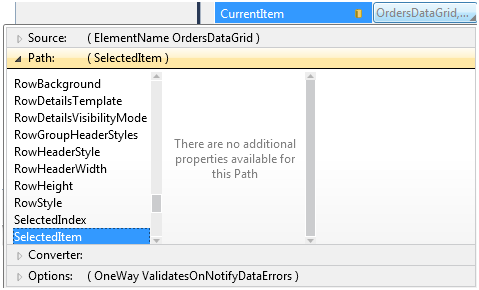 CurrentItem OrdersDataGrid,...
Source: ( ElementName OrdersDataGrid )
Path: ( SelectedItem )
RowBackground
RowDetailsTemplate
RowDetailsVisibilityMode
RowGroupHeaderStyles
RowHeaderStyle
RowHeaderWidth
RowHeight
RowStyle
SelectedIndex
SelectedItem
There are no additional
properties available for
this Path
Converter:
Options: ( OneWay ValidatesOnNotifyDataErrors )